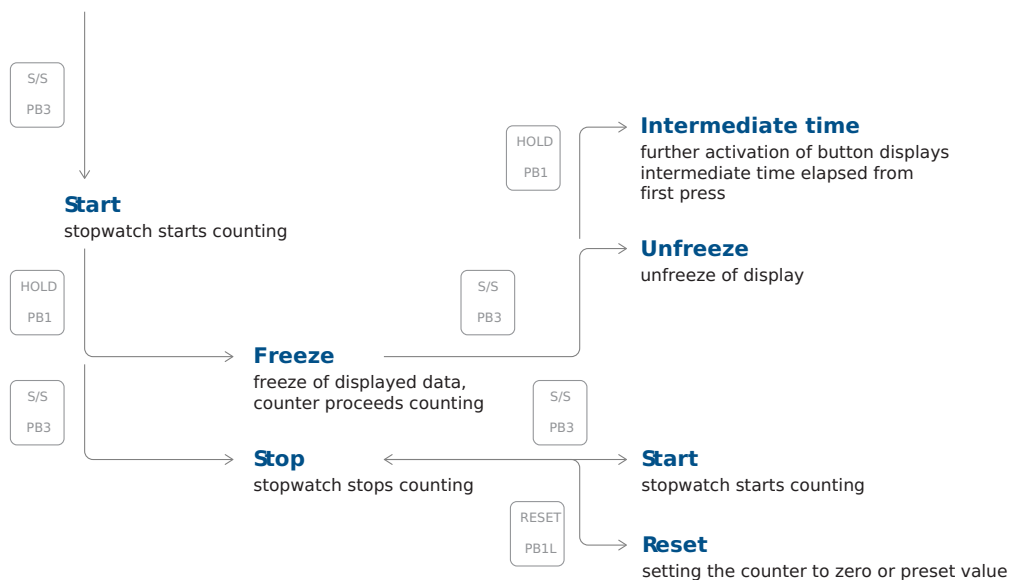 S/S
PB3
Start
stopwatch starts counting
HOLD
PB1
Intermediate time
further activation of button displays
intermediate time elapsed from
first press
Unfreeze
unfreeze of display
HOLD
PB1
S/S
PB3
Freeze
freeze of displayed data,
counter proceeds counting
S/S
PB3
S/S
PB3
Stop
stopwatch stops counting
Start
stopwatch starts counting
RESET
PB1L
Reset
setting the counter to zero or preset value